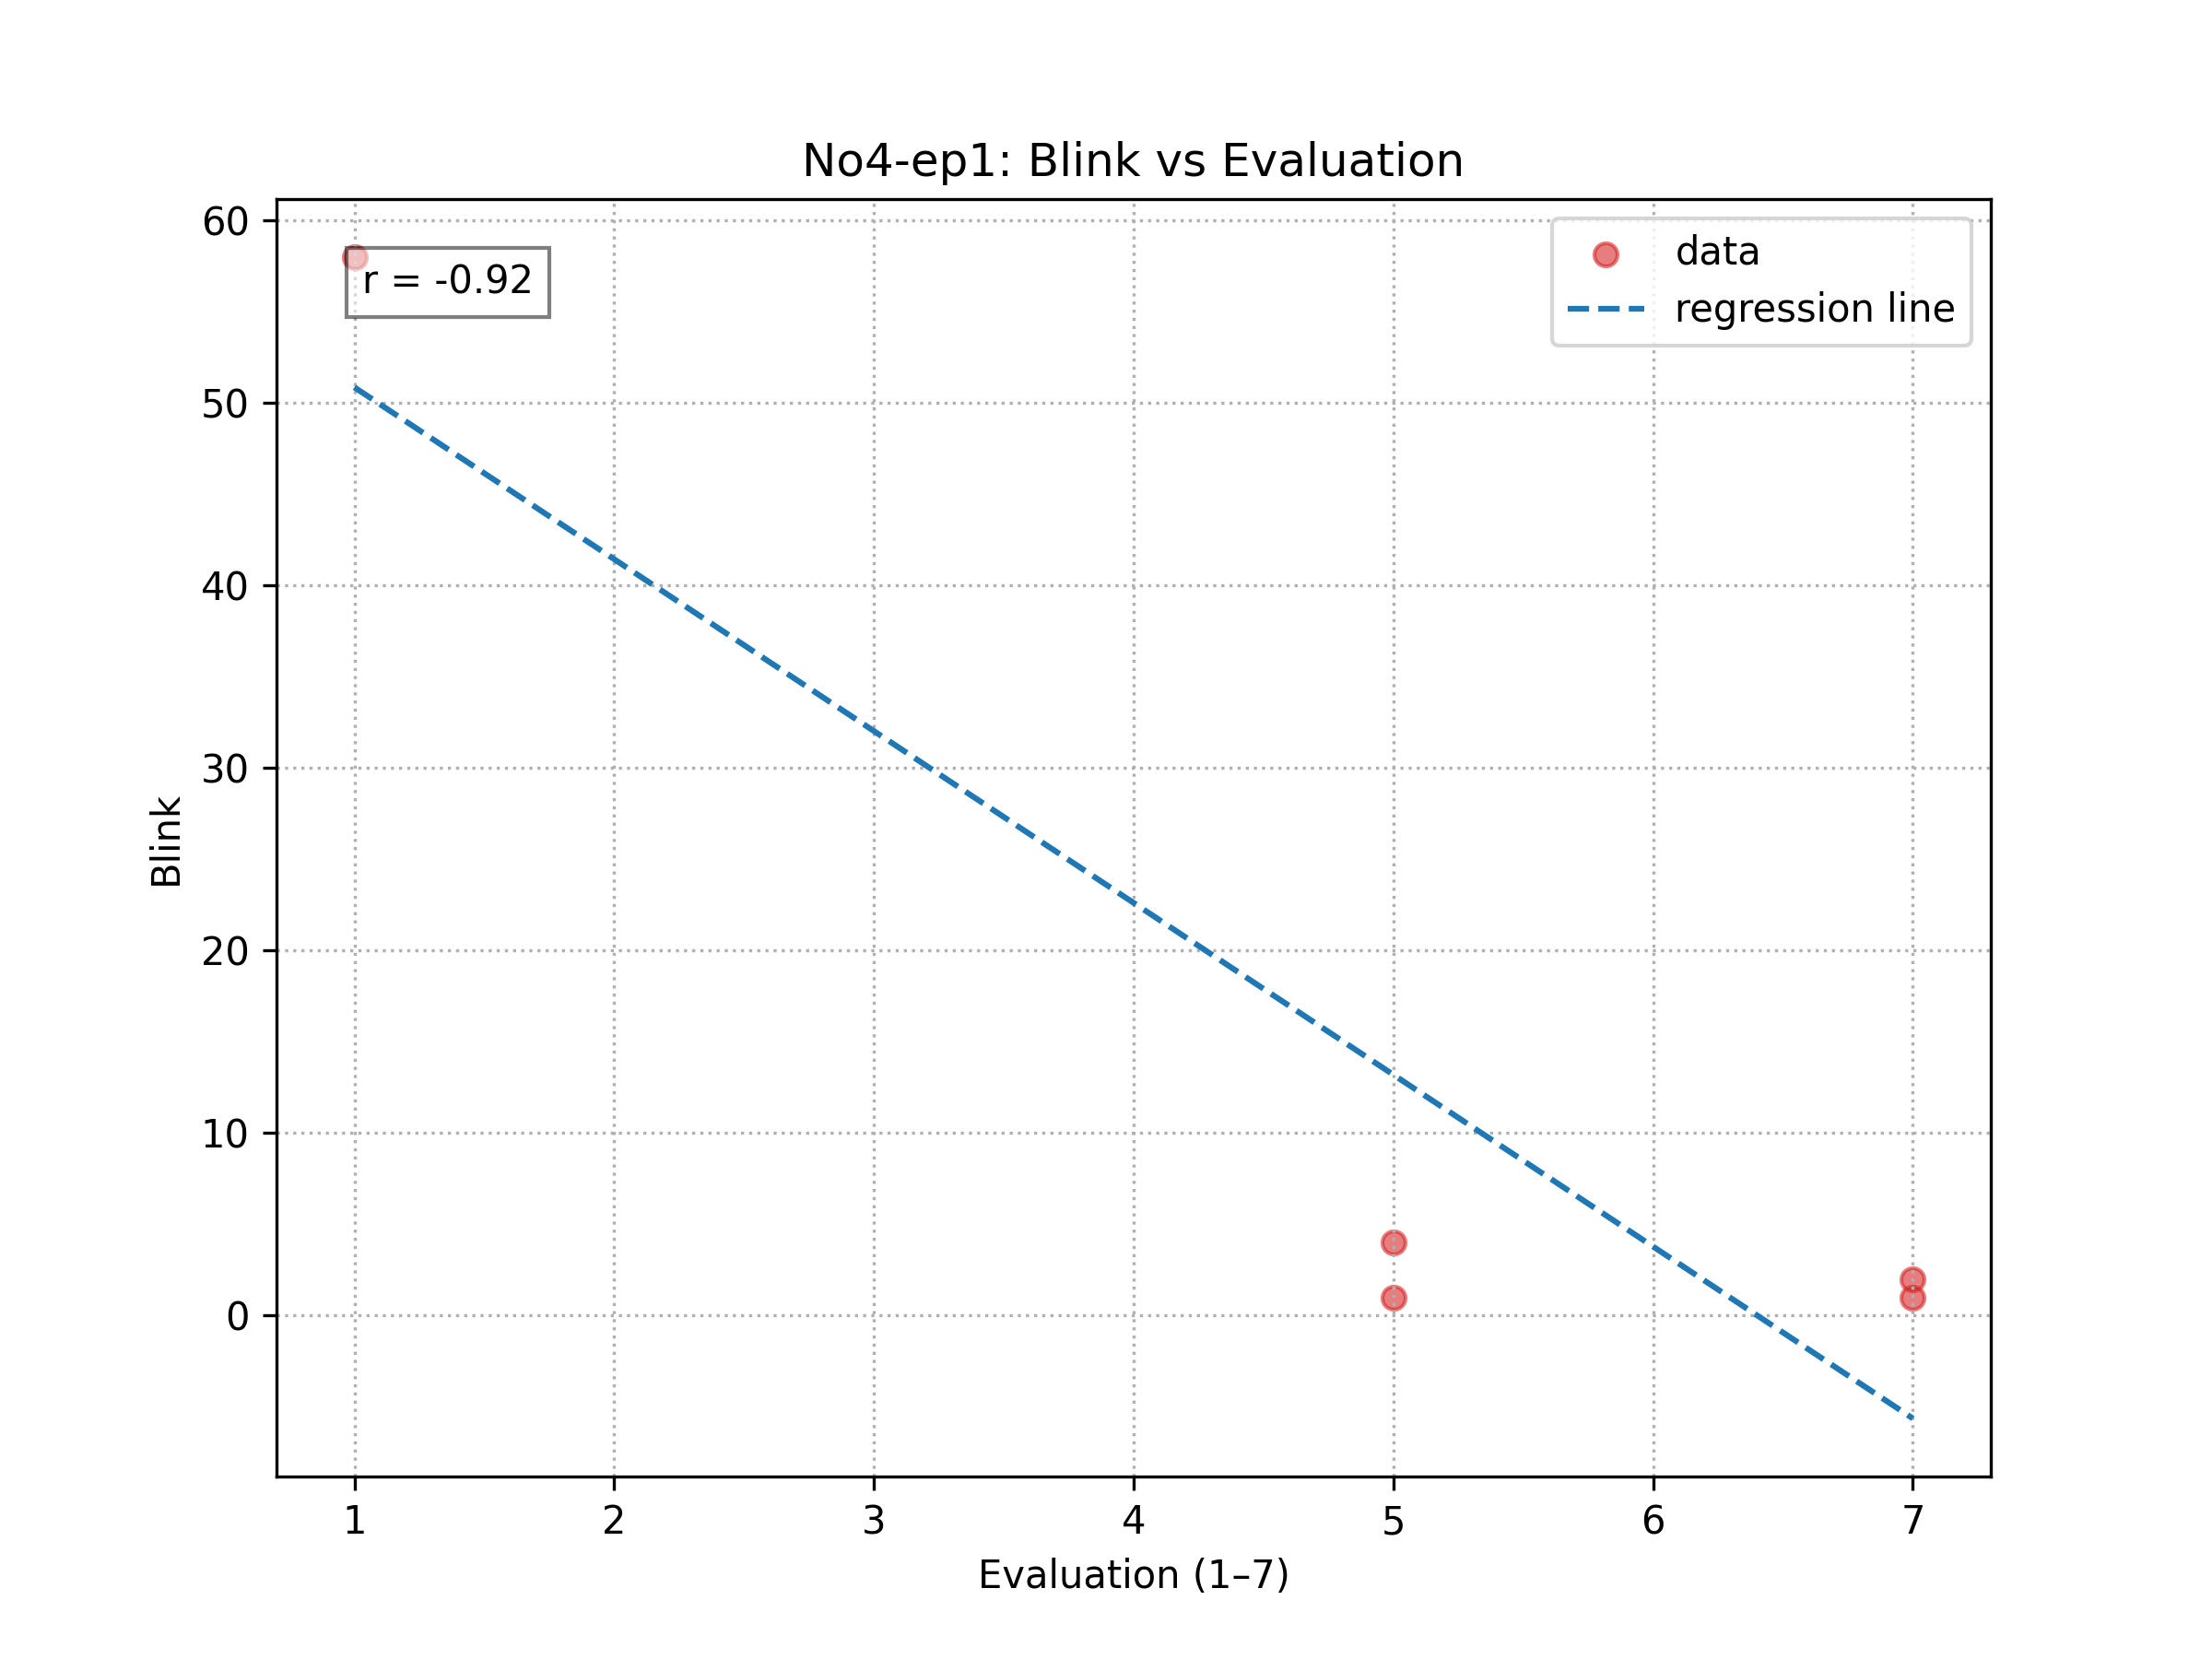 No4-ep1: Blink vs Evaluation
60
50
40
30
20
10
0
Blink
r = -0.92
data
regression line
1 2 3 4 5 6 7
Evaluation (1–7)